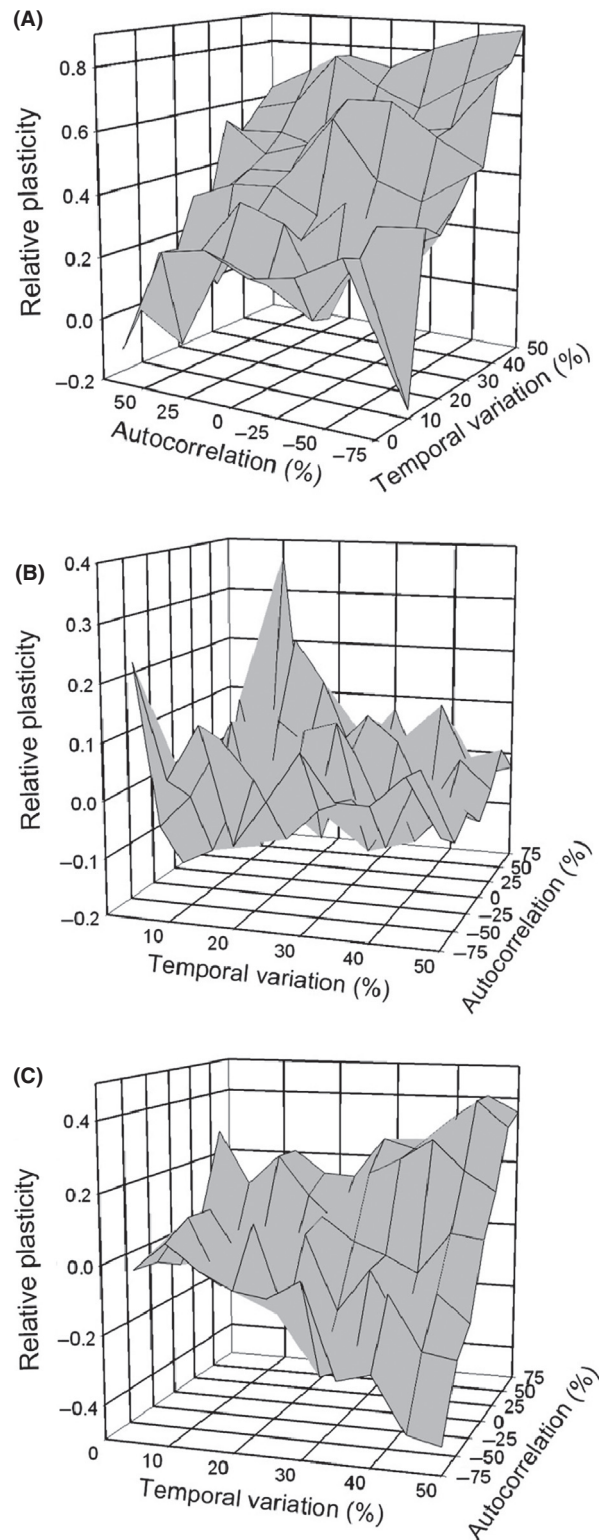 (A)
0.8
0.6
0.4
0.2
0.0
–0.2
Relative plasticity
50 25 0 –25 –50 –75
Autocorrelation (%)
0 10 20 30 40 50
Temporal variation (%)
(B)
0.4
0.3
0.2
0.1
0.0
–0.1
–0.2
Relative plasticity
10 20 30 40 50
Temporal variation (%)
75
50
25
0
–25
–50
–75
Autocorrelation (%)
(C)
0.4
0.2
0.0
–0.2
–0.4
Relative plasticity
0 10 20 30 40 50
Temporal variation (%)
75
50
25
0
–25
–50
–75
Autocorrelation (%)